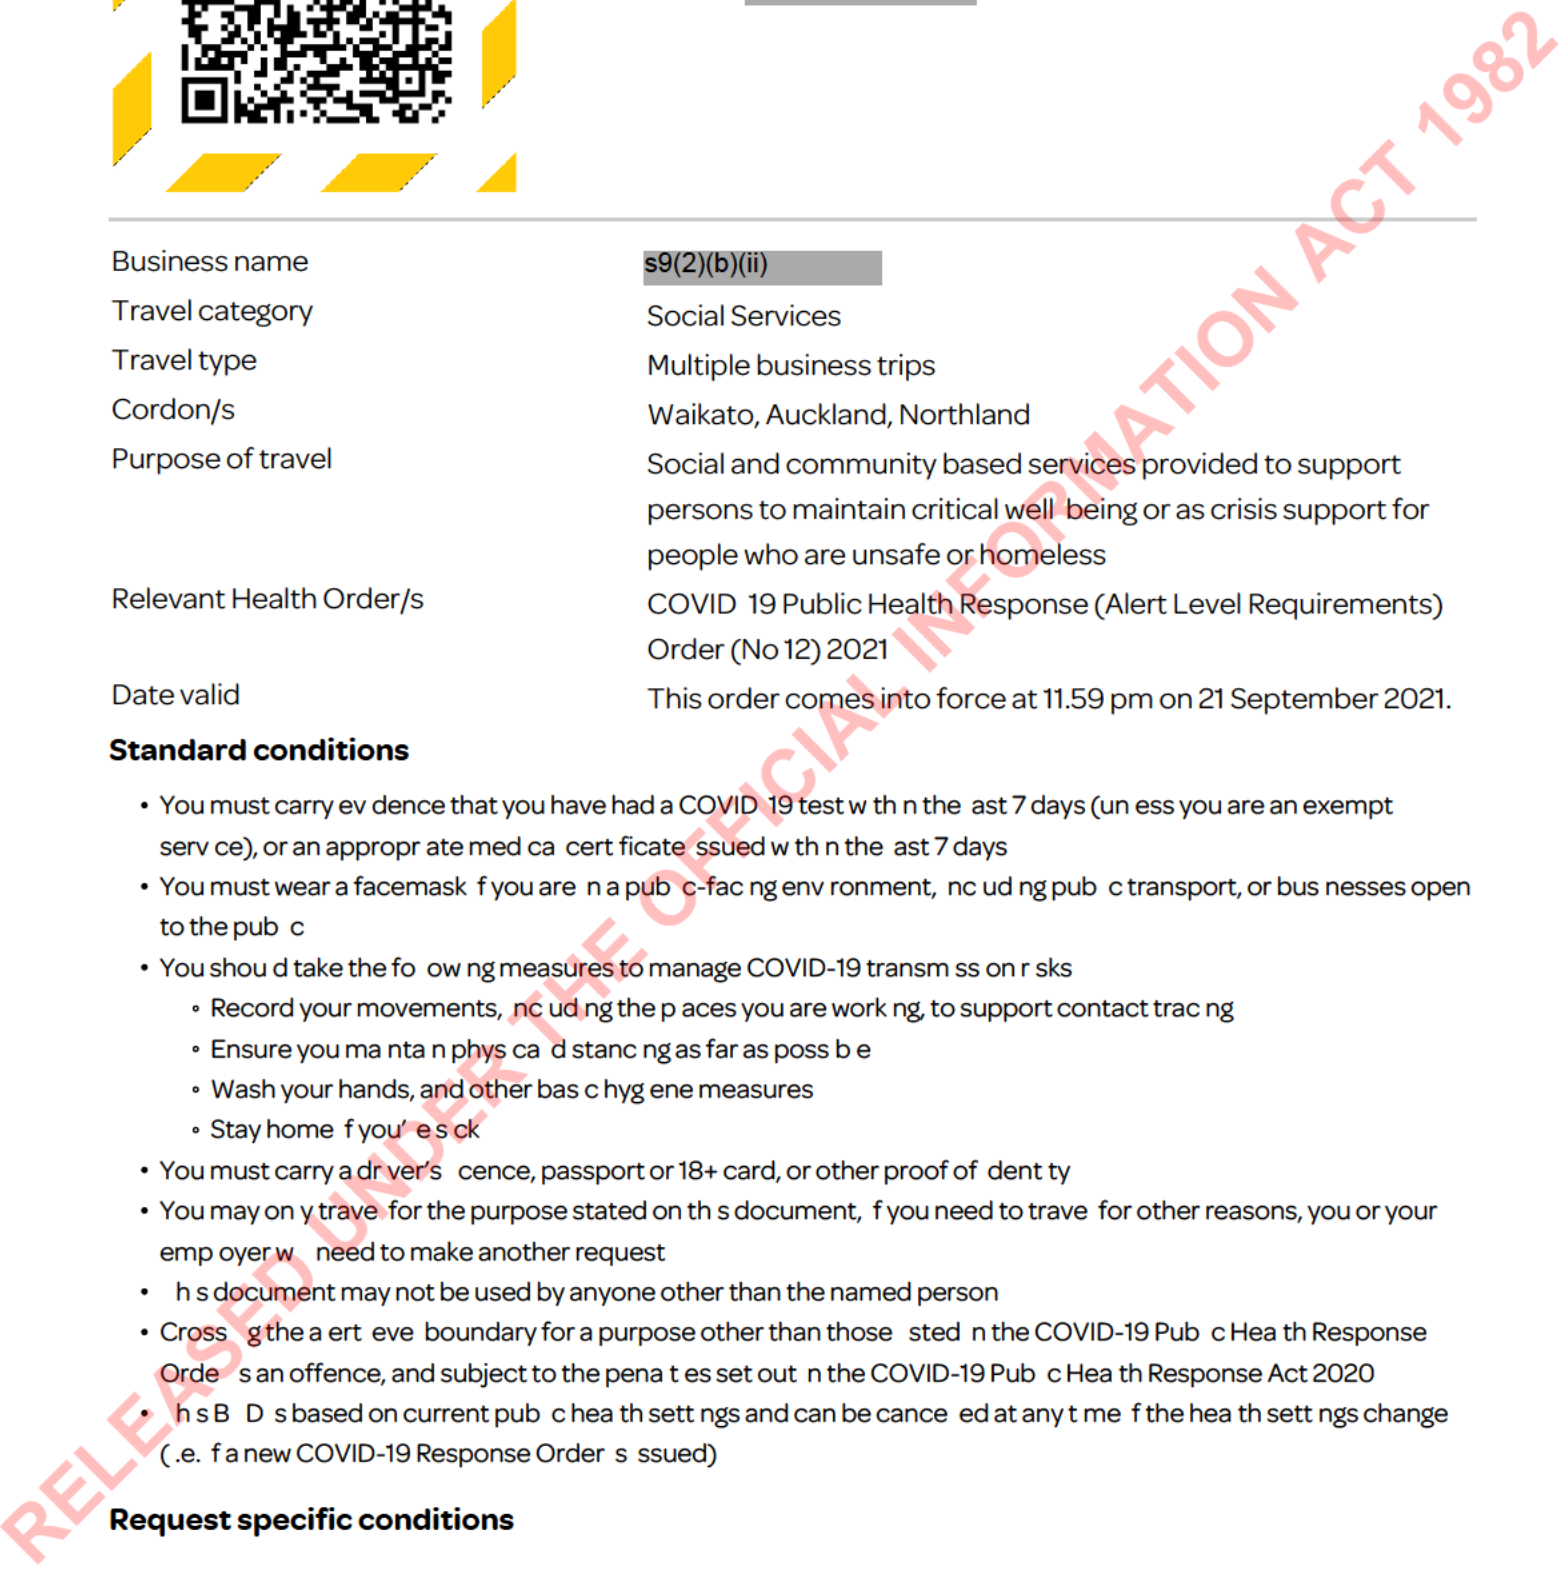 Business name
s9(2)(b)(ii)
Travel category
Social Services
Travel type
Multiple business trips
Cordon/s
Waikato, Auckland, Northland
Purpose of travel
Social and community based services provided to support
persons to maintain critical well being or as crisis support for
people who are unsafe or homeless
Relevant Health Order/s
COVID 19 Public Health Response (Alert Level Requirements)
Order (No 12) 2021
Date valid
This order comes into force at 11.59 pm on 21 September 2021.
Standard conditions
• You must carry ev dence that you have had a COVID 19 test w th n the ast 7 days (un ess you are an exempt
serv ce), or an appropr ate med ca cert ficate ssued w th n the ast 7 days
• You must wear a facemask f you are n a pub c-fac ng env ronment, nc ud ng pub c transport, or bus nesses open
to the pub c
• You shou d take the fo ow ng measures to manage COVID-19 transm ss on r sks
◦ Record your movements, nc ud ng the p aces you are work ng, to support contact trac ng
◦ Ensure you ma nta n phys ca d stanc ng as far as poss b e
◦ Wash your hands, and other bas c hyg ene measures
◦ Stay home f you' e s ck
• You must carry a dr ver's cence, passport or 18+ card, or other proof of dent ty
• You may on y trave for the purpose stated on th s document, f you need to trave for other reasons, you or your
emp oyer w need to make another request
• h s document may not be used by anyone other than the named person
• Cross g the a ert eve boundary for a purpose other than those sted n the COVID-19 Pub c Hea th Response
Orde s an offence, and subject to the pena t es set out n the COVID-19 Pub c Hea th Response Act 2020
• h s B D s based on current pub c hea th sett ngs and can be cance ed at any t me f the hea th sett ngs change
( .e. f a new COVID-19 Response Order s ssued)
Request specific conditions
RELEASED UNDER THE OFFICIAL INFORMATION ACT 1982